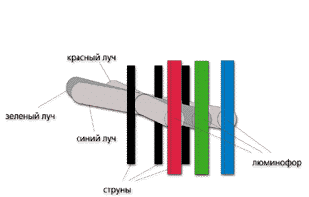 красный луч
зеленый луч
синий луч
люминофор
струны